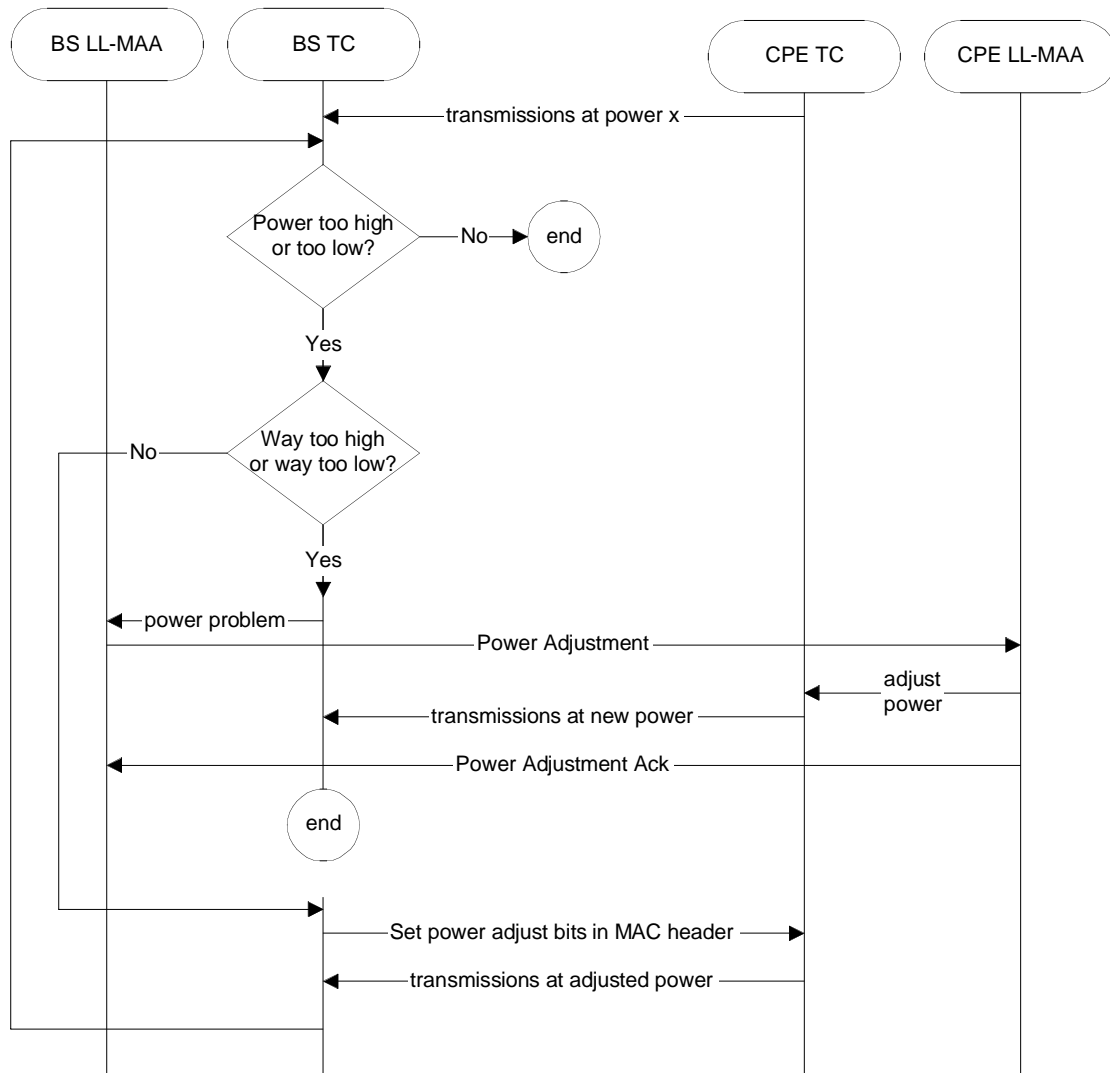 BS LL-MAA
BS TC
CPE TC
CPE LL-MAA
transmissions at power x
Power too high
or too low?
No
end
Yes
Way too high
or way too low?
No
Yes
power problem
Power Adjustment
adjust
power
transmissions at new power
Power Adjustment Ack
end
Set power adjust bits in MAC header
transmissions at adjusted power